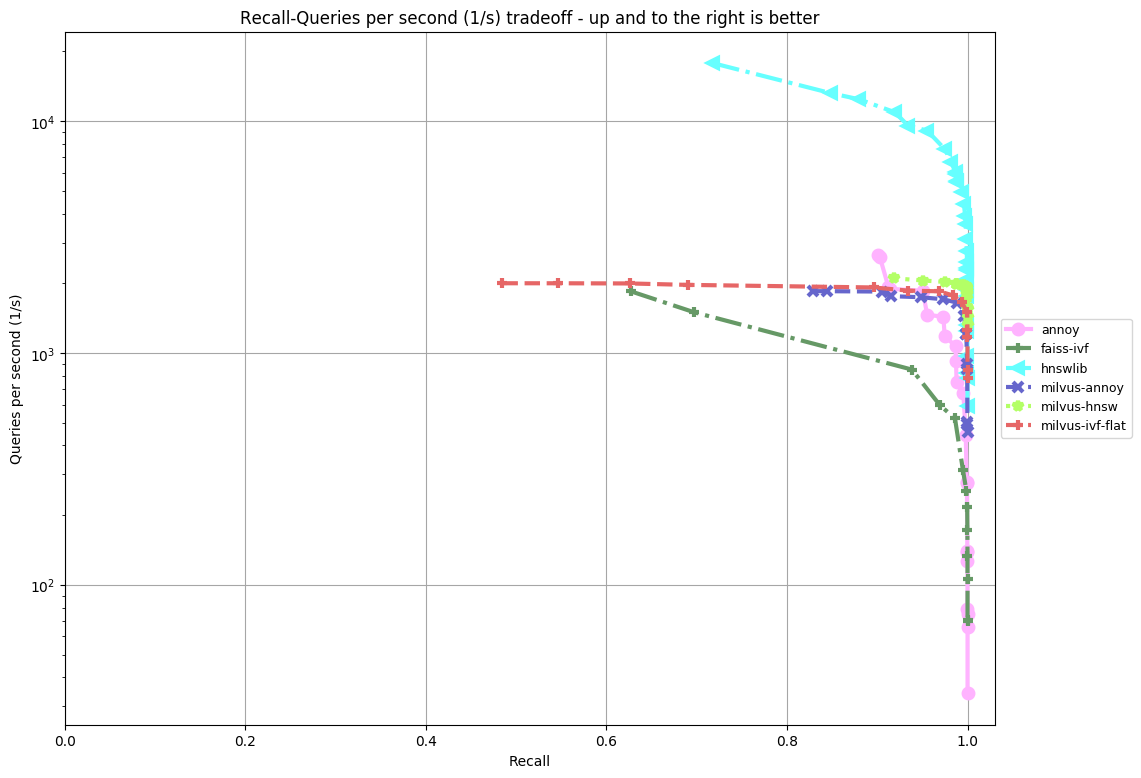 Recall-Queries per second (1/s) tradeoff - up and to the right is better
Queries per second (1/s)
10^4
10^3
10^2
0.0 0.2 0.4 0.6 0.8 1.0
Recall
annoy
faiss-ivf
hnswlib
milvus-annoy
milvus-hnsw
milvus-ivf-flat